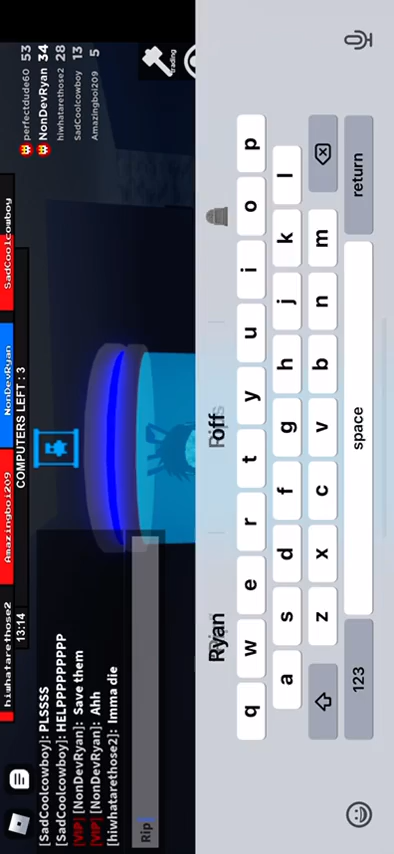 hiwhatarethose2
Amazingboi209
NonDevRyan
SadCoolcowboy
13:14
COMPUTERS LEFT : 3
perfectdude60 53
NonDevRyan 34
hiwhatarethose2 28
SadCoolcowboy 13
Amazingboi209 5
trading
[SadCoolcowboy]: PLSSSS
[SadCoolcowboy]: HELPPPPPPPPPP
[VIP] [NonDevRyan]: Save them
[VIP] [NonDevRyan]: Ahh
[hiwhatarethose2]: Imma die
Rip
Ryan
off
q w e r t y u i o p
a s d f g h j k l
z x c v b n m
123
space
return